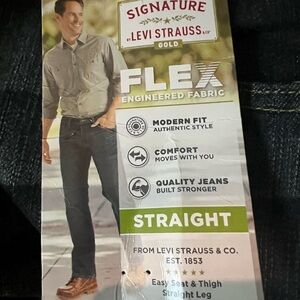 SIGNATURE
BY LEVI STRAUSS & CO
GOLD
FLEX
ENGINEERED FABRIC
MODERN FIT
AUTHENTIC STYLE
COMFORT
MOVES WITH YOU
QUALITY JEANS
BUILT STRONGER
STRAIGHT
FROM LEVI STRAUSS & CO.
EST. 1853
Easy Seat & Thigh
Straight Leg